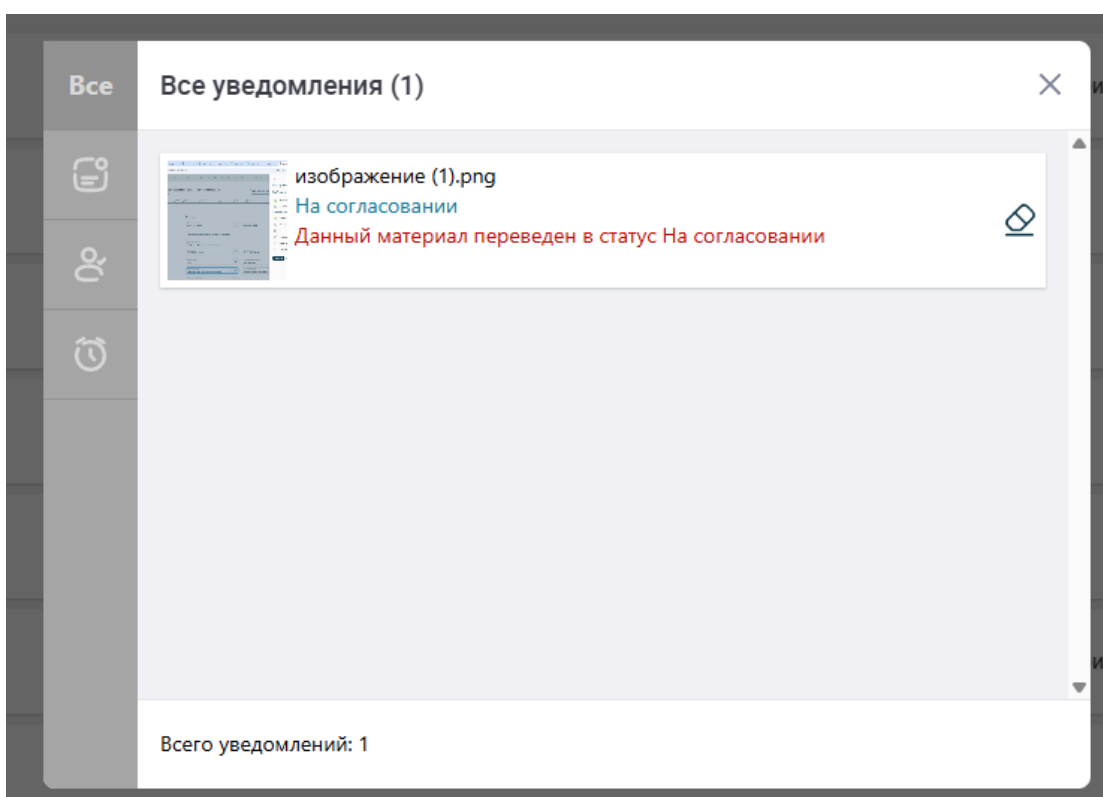 Все
Все уведомления (1)
изображение (1).png
На согласовании
Данный материал переведен в статус На согласовании
Всего уведомлений: 1